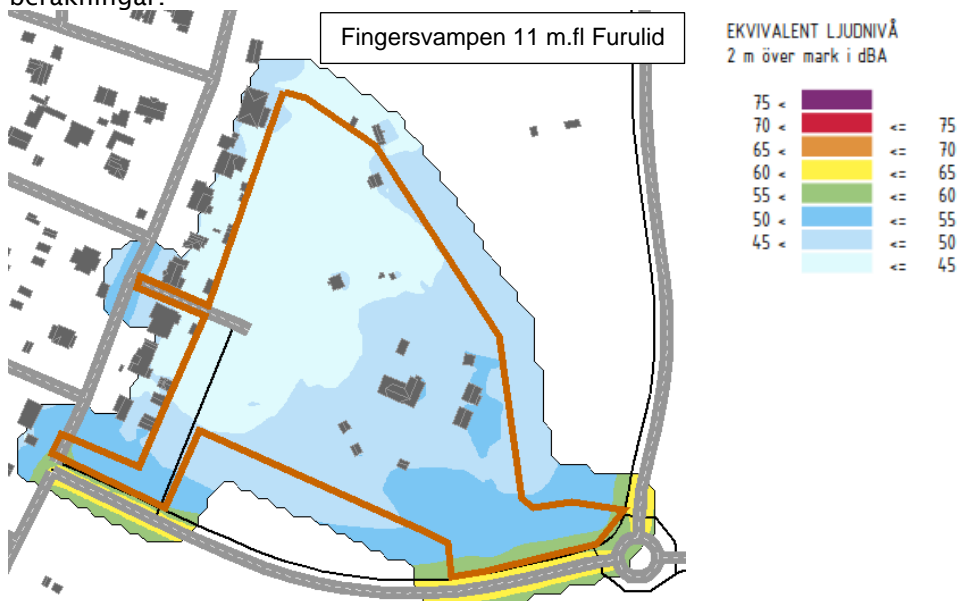 beräkningar.
Fingersvampen 11 m.fl Furulid
EKVIVALENT LJUDNIVÅ
2 m över mark i dBA
75 <
70 < <= 75
65 < <= 70
60 < <= 65
55 < <= 60
50 < <= 55
45 < <= 50
<= 45